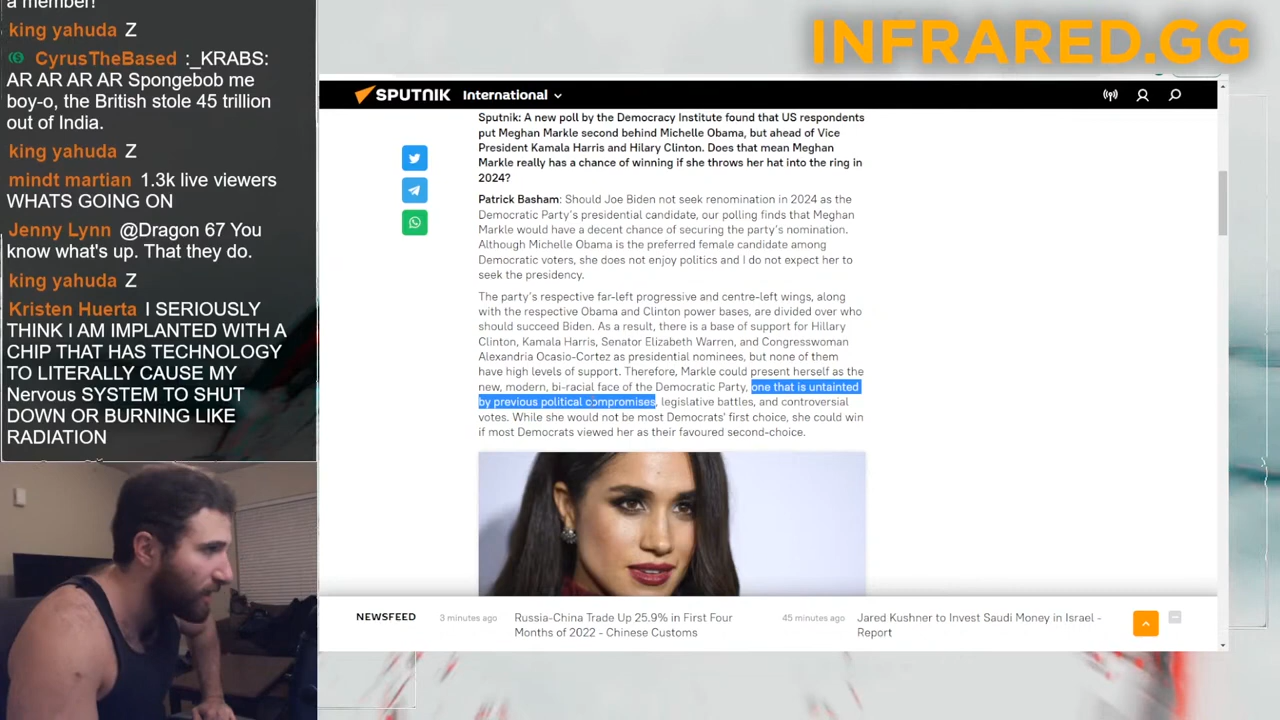 a member!
king yahuda Z
CyrusTheBased :_KRABS:
AR AR AR AR Spongebob me
boy-o, the British stole 45 trillion
out of India.
king yahuda Z
mindt martian 1.3k live viewers
WHATS GOING ON
Jenny Lynn @Dragon 67 You
know what's up. That they do.
king yahuda Z
Kristen Huerta I SERIOUSLY
THINK I AM IMPLANTED WITH A
CHIP THAT HAS TECHNOLOGY
TO LITERALLY CAUSE MY
Nervous SYSTEM TO SHUT
DOWN OR BURNING LIKE
RADIATION
INFRARED.GG
SPUTNIK International
Sputnik: A new poll by the Democracy Institute found that US respondents
put Meghan Markle second behind Michelle Obama, but ahead of Vice
President Kamala Harris and Hilary Clinton. Does that mean Meghan
Markle really has a chance of winning if she throws her hat into the ring in
2024?
Patrick Basham: Should Joe Biden not seek renomination in 2024 as the
Democratic Party's presidential candidate, our polling finds that Meghan
Markle would have a decent chance of securing the party's nomination.
Although Michelle Obama is the preferred female candidate among
Democratic voters, she does not enjoy politics and I do not expect her to
seek the presidency.
The party's respective far-left progressive and centre-left wings, along
with the respective Obama and Clinton power bases, are divided over who
should succeed Biden. As a result, there is a base of support for Hillary
Clinton, Kamala Harris, Senator Elizabeth Warren, and Congresswoman
Alexandria Ocasio-Cortez as presidential nominees, but none of them
have high levels of support. Therefore, Markle could present herself as the
new, modern, bi-racial face of the Democratic Party, one that is untainted
by previous political compromises, legislative battles, and controversial
votes. While she would not be most Democrats' first choice, she could win
if most Democrats viewed her as their favoured second-choice.
NEWSFEED
3 minutes ago
Russia-China Trade Up 25.9% in First Four
Months of 2022 - Chinese Customs
45 minutes ago
Jared Kushner to Invest Saudi Money in Israel -
Report